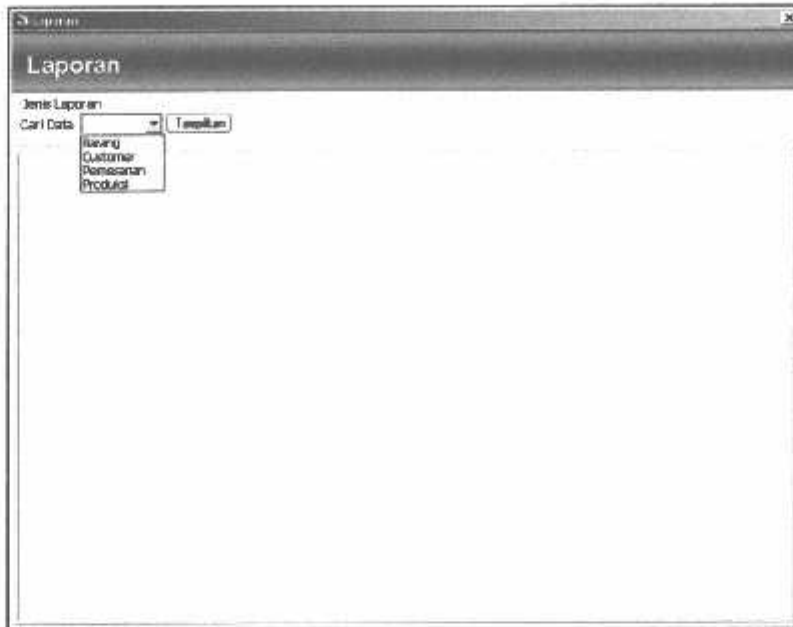 Laporan
Laporan
Jenis Laporan
Cari Data Tampilkan
Barang
Customer
Pemesanan
Produksi